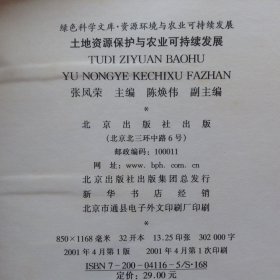 绿色科学文库·资源环境与农业可持续发展
土地资源保护与农业可持续发展
TUDI ZIYUAN BAOHU
YU NONGYE KECHIXU FAZHAN
张凤荣 主编 陈焕伟 副主编
*
北京出版社出版
(北京北三环中路6号)
邮政编码:100011
网址:www.bph.com.cn
北京出版社出版集团总发行
新华书店经销
北京市通县电子外文印刷厂印刷
*
850×1168毫米 32开本 13.25印张 302 000字
2001年4月第1版 2001年4月第1次印刷
ISBN 7-200-04116-5/S·168
定价:29.00元